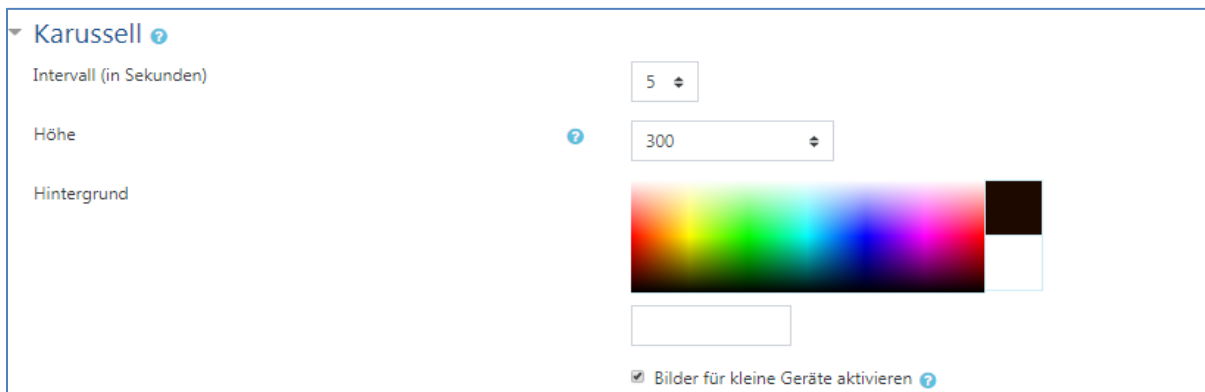 Karussell
Intervall (in Sekunden)
5
Höhe
300
Hintergrund
Bilder für kleine Geräte aktivieren